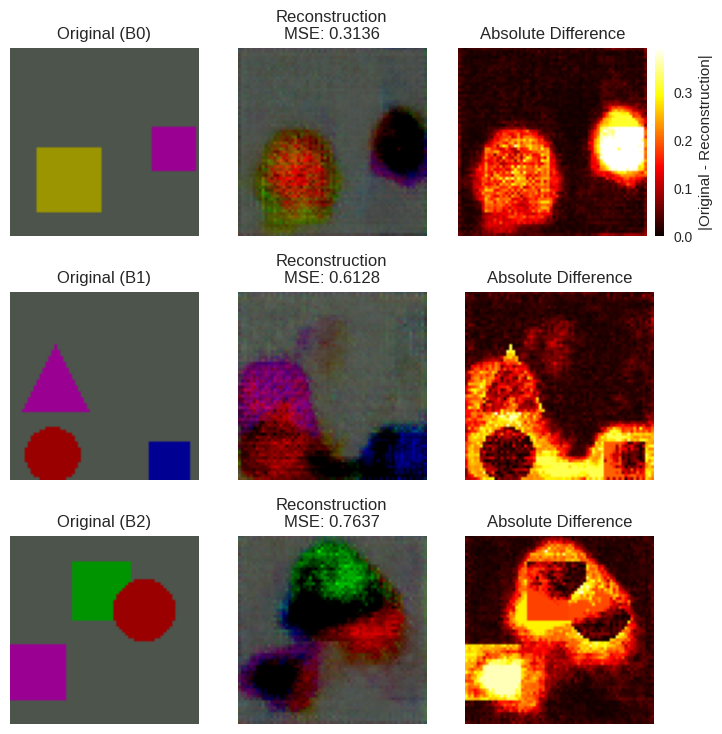 Original (B0)
Reconstruction
MSE: 0.3136
Absolute Difference
0.3
0.2
0.1
0.0
|Original - Reconstruction|
Original (B1)
Reconstruction
MSE: 0.6128
Absolute Difference
Original (B2)
Reconstruction
MSE: 0.7637
Absolute Difference